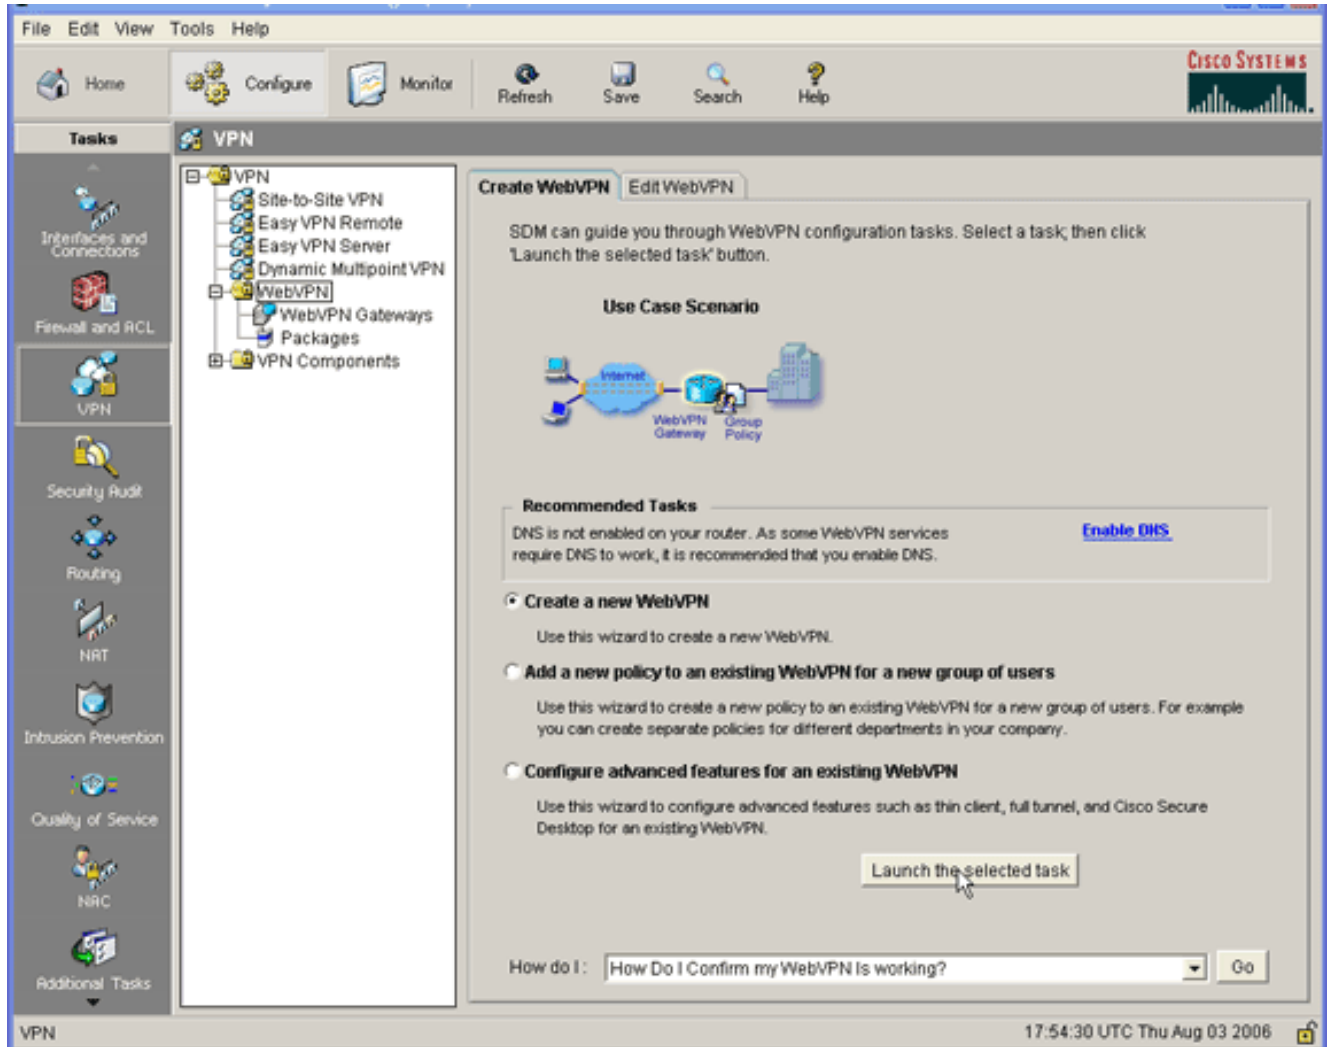 File Edit View Tools Help
Home Configure Monitor Refresh Save Search Help
CISCO SYSTEMS
Tasks
VPN
Interfaces and
Connections
Firewall and ACL
VPN
Security Audit
Routing
NAT
Intrusion Prevention
Quality of Service
NAC
Additional Tasks
VPN
Site-to-Site VPN
Easy VPN Remote
Easy VPN Server
Dynamic Multipoint VPN
WebVPN
WebVPN Gateways
Packages
VPN Components
Create WebVPN Edit WebVPN
SDM can guide you through WebVPN configuration tasks. Select a task; then click
'Launch the selected task' button.
Use Case Scenario
Internet
WebVPN
Gateway
Group
Policy
Recommended Tasks
DNS is not enabled on your router. As some WebVPN services
require DNS to work, it is recommended that you enable DNS.
Enable DNS
Create a new WebVPN
Use this wizard to create a new WebVPN.
Add a new policy to an existing WebVPN for a new group of users
Use this wizard to create a new policy to an existing WebVPN for a new group of users. For example
you can create separate policies for different departments in your company.
Configure advanced features for an existing WebVPN
Use this wizard to configure advanced features such as thin client, full tunnel, and Cisco Secure
Desktop for an existing WebVPN.
Launch the selected task
How do I: How Do I Confirm my WebVPN Is working? Go
VPN
17:54:30 UTC Thu Aug 03 2006